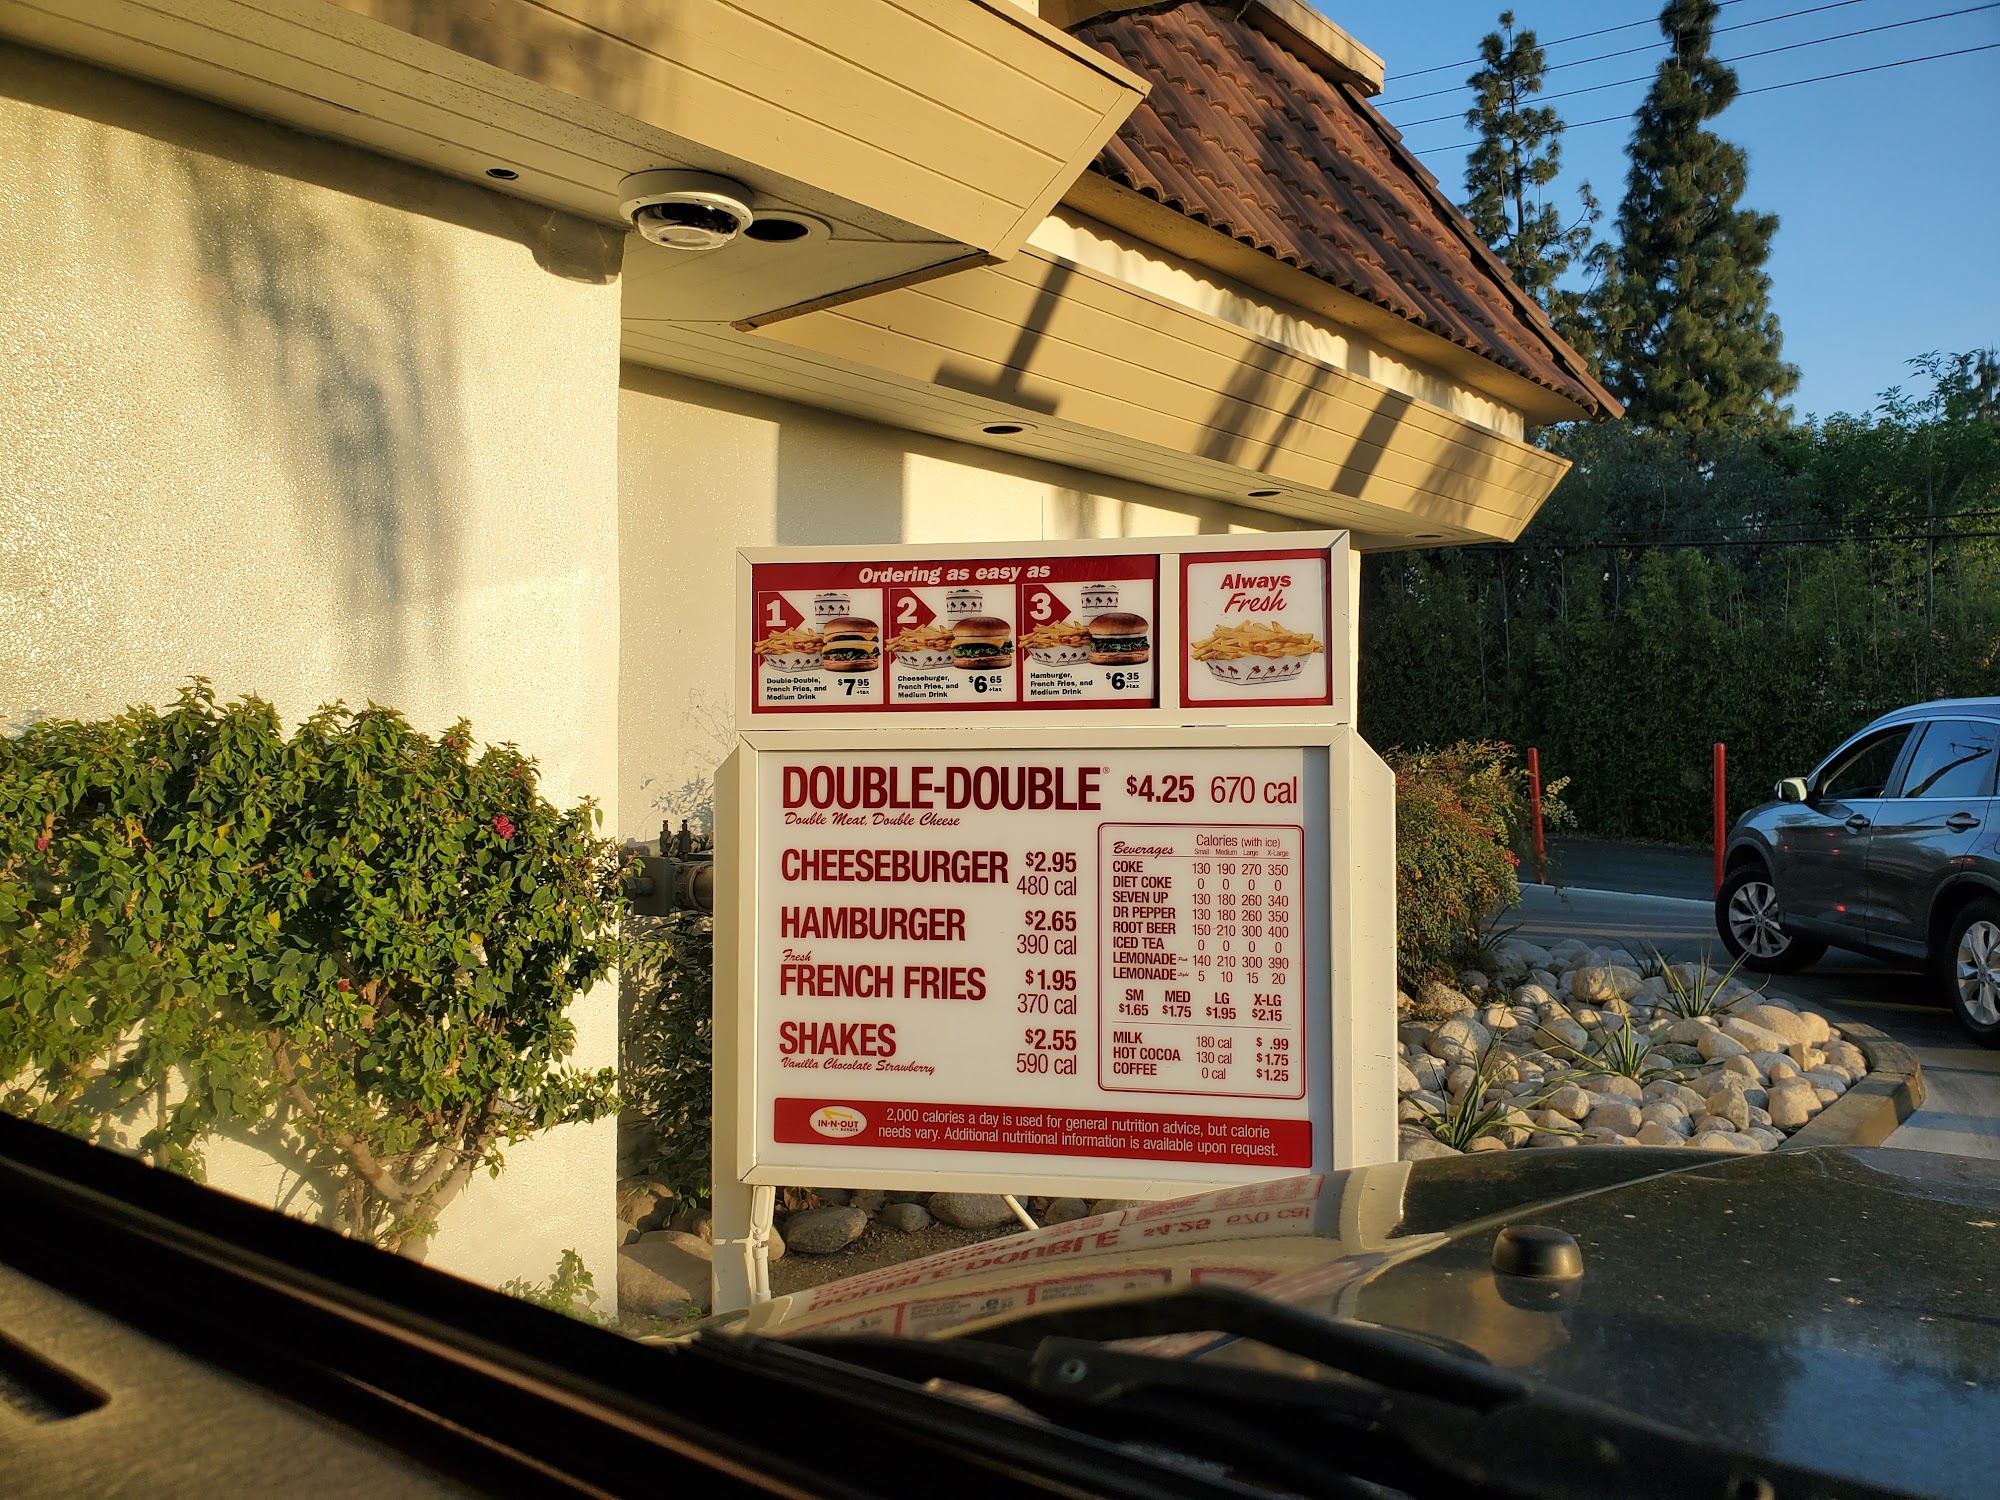 Ordering as easy as
1
Double-Double,
French Fries, and
Medium Drink
$7 95
+tax
2
Cheeseburger,
French Fries, and
Medium Drink
$6 65
+tax
3
Hamburger,
French Fries, and
Medium Drink
$6 35
+tax
Always
Fresh
DOUBLE-DOUBLE® $4.25 670 cal
Double Meat, Double Cheese
CHEESEBURGER $2.95
480 cal
HAMBURGER $2.65
390 cal
Fresh
FRENCH FRIES $1.95
370 cal
SHAKES $2.55
Vanilla Chocolate Strawberry 590 cal
Beverages Calories (with ice)
Small Medium Large X-Large
COKE 130 190 270 350
DIET COKE 0 0 0 0
SEVEN UP 130 180 260 340
DR PEPPER 130 180 260 350
ROOT BEER 150 210 300 400
ICED TEA 0 0 0 0
LEMONADE Pink 140 210 300 390
LEMONADE Light 5 10 15 20
SM MED LG X-LG
$1.65 $1.75 $1.95 $2.15
MILK 180 cal $ .99
HOT COCOA 130 cal $1.75
COFFEE 0 cal $1.25
IN-N-OUT
BURGER
2,000 calories a day is used for general nutrition advice, but calorie
needs vary. Additional nutritional information is available upon request.